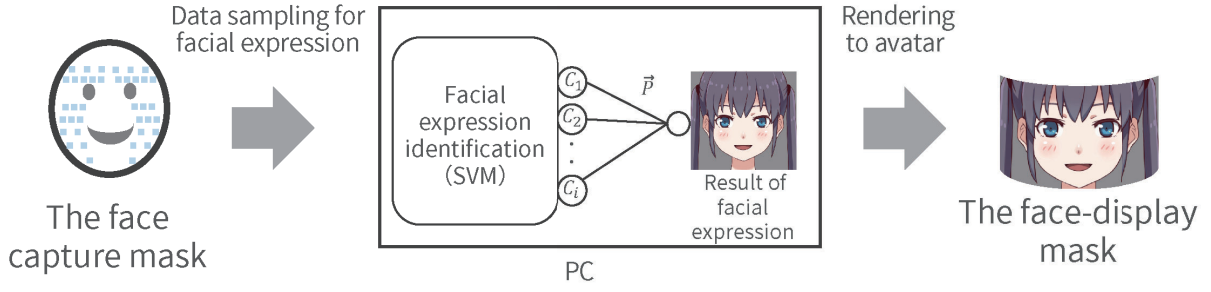 Data sampling for
facial expression
The face
capture mask
Facial
expression
identification
（SVM）
C₁
C₂
Cᵢ
P⃗
Result of
facial
expression
PC
Rendering
to avatar
The face-display
mask